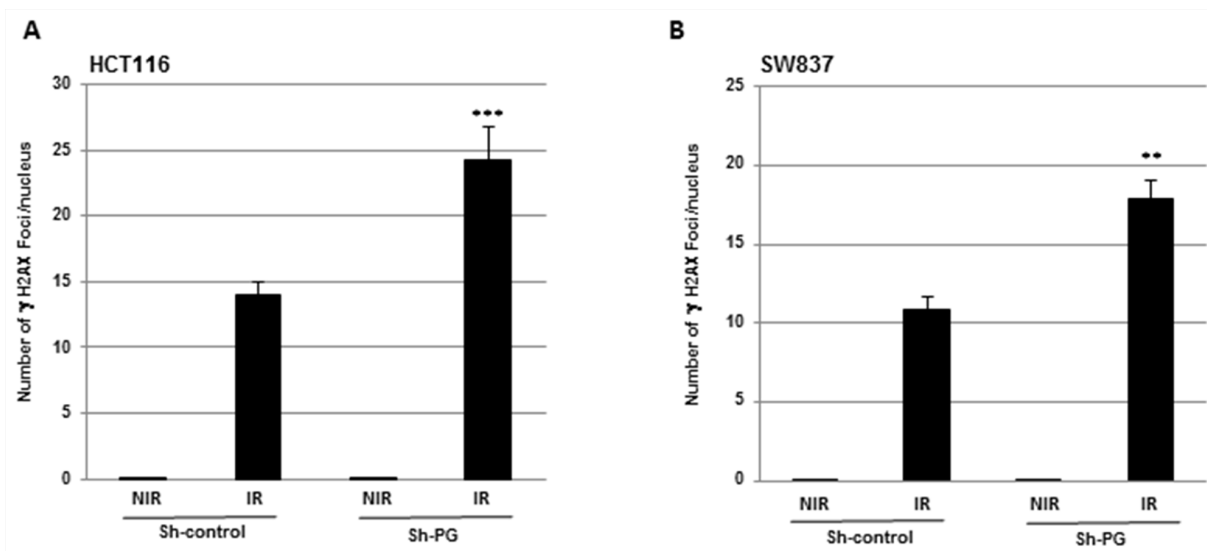 A
HCT116
Number of γ H2AX Foci/nucleus
30
25
20
15
10
5
0
***
NIR IR NIR IR
Sh-control Sh-PG
B
SW837
Number of γ H2AX Foci/nucleus
25
20
15
10
5
0
**
NIR IR NIR IR
Sh-control Sh-PG